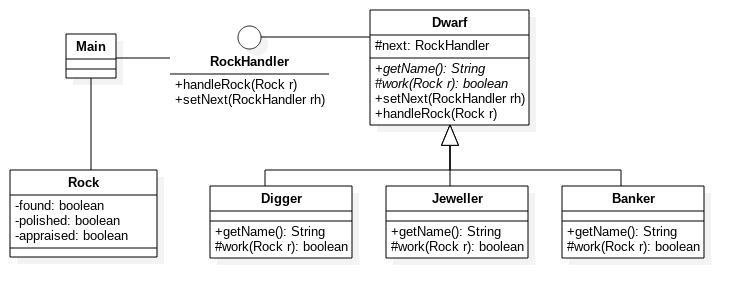 Main
RockHandler
+handleRock(Rock r)
+setNext(RockHandler rh)
Dwarf
#next: RockHandler
+getName(): String
#work(Rock r): boolean
+setNext(RockHandler rh)
+handleRock(Rock r)
Rock
-found: boolean
-polished: boolean
-appraised: boolean
Digger
+getName(): String
#work(Rock r): boolean
Jeweller
+getName(): String
#work(Rock r): boolean
Banker
+getName(): String
#work(Rock r): boolean